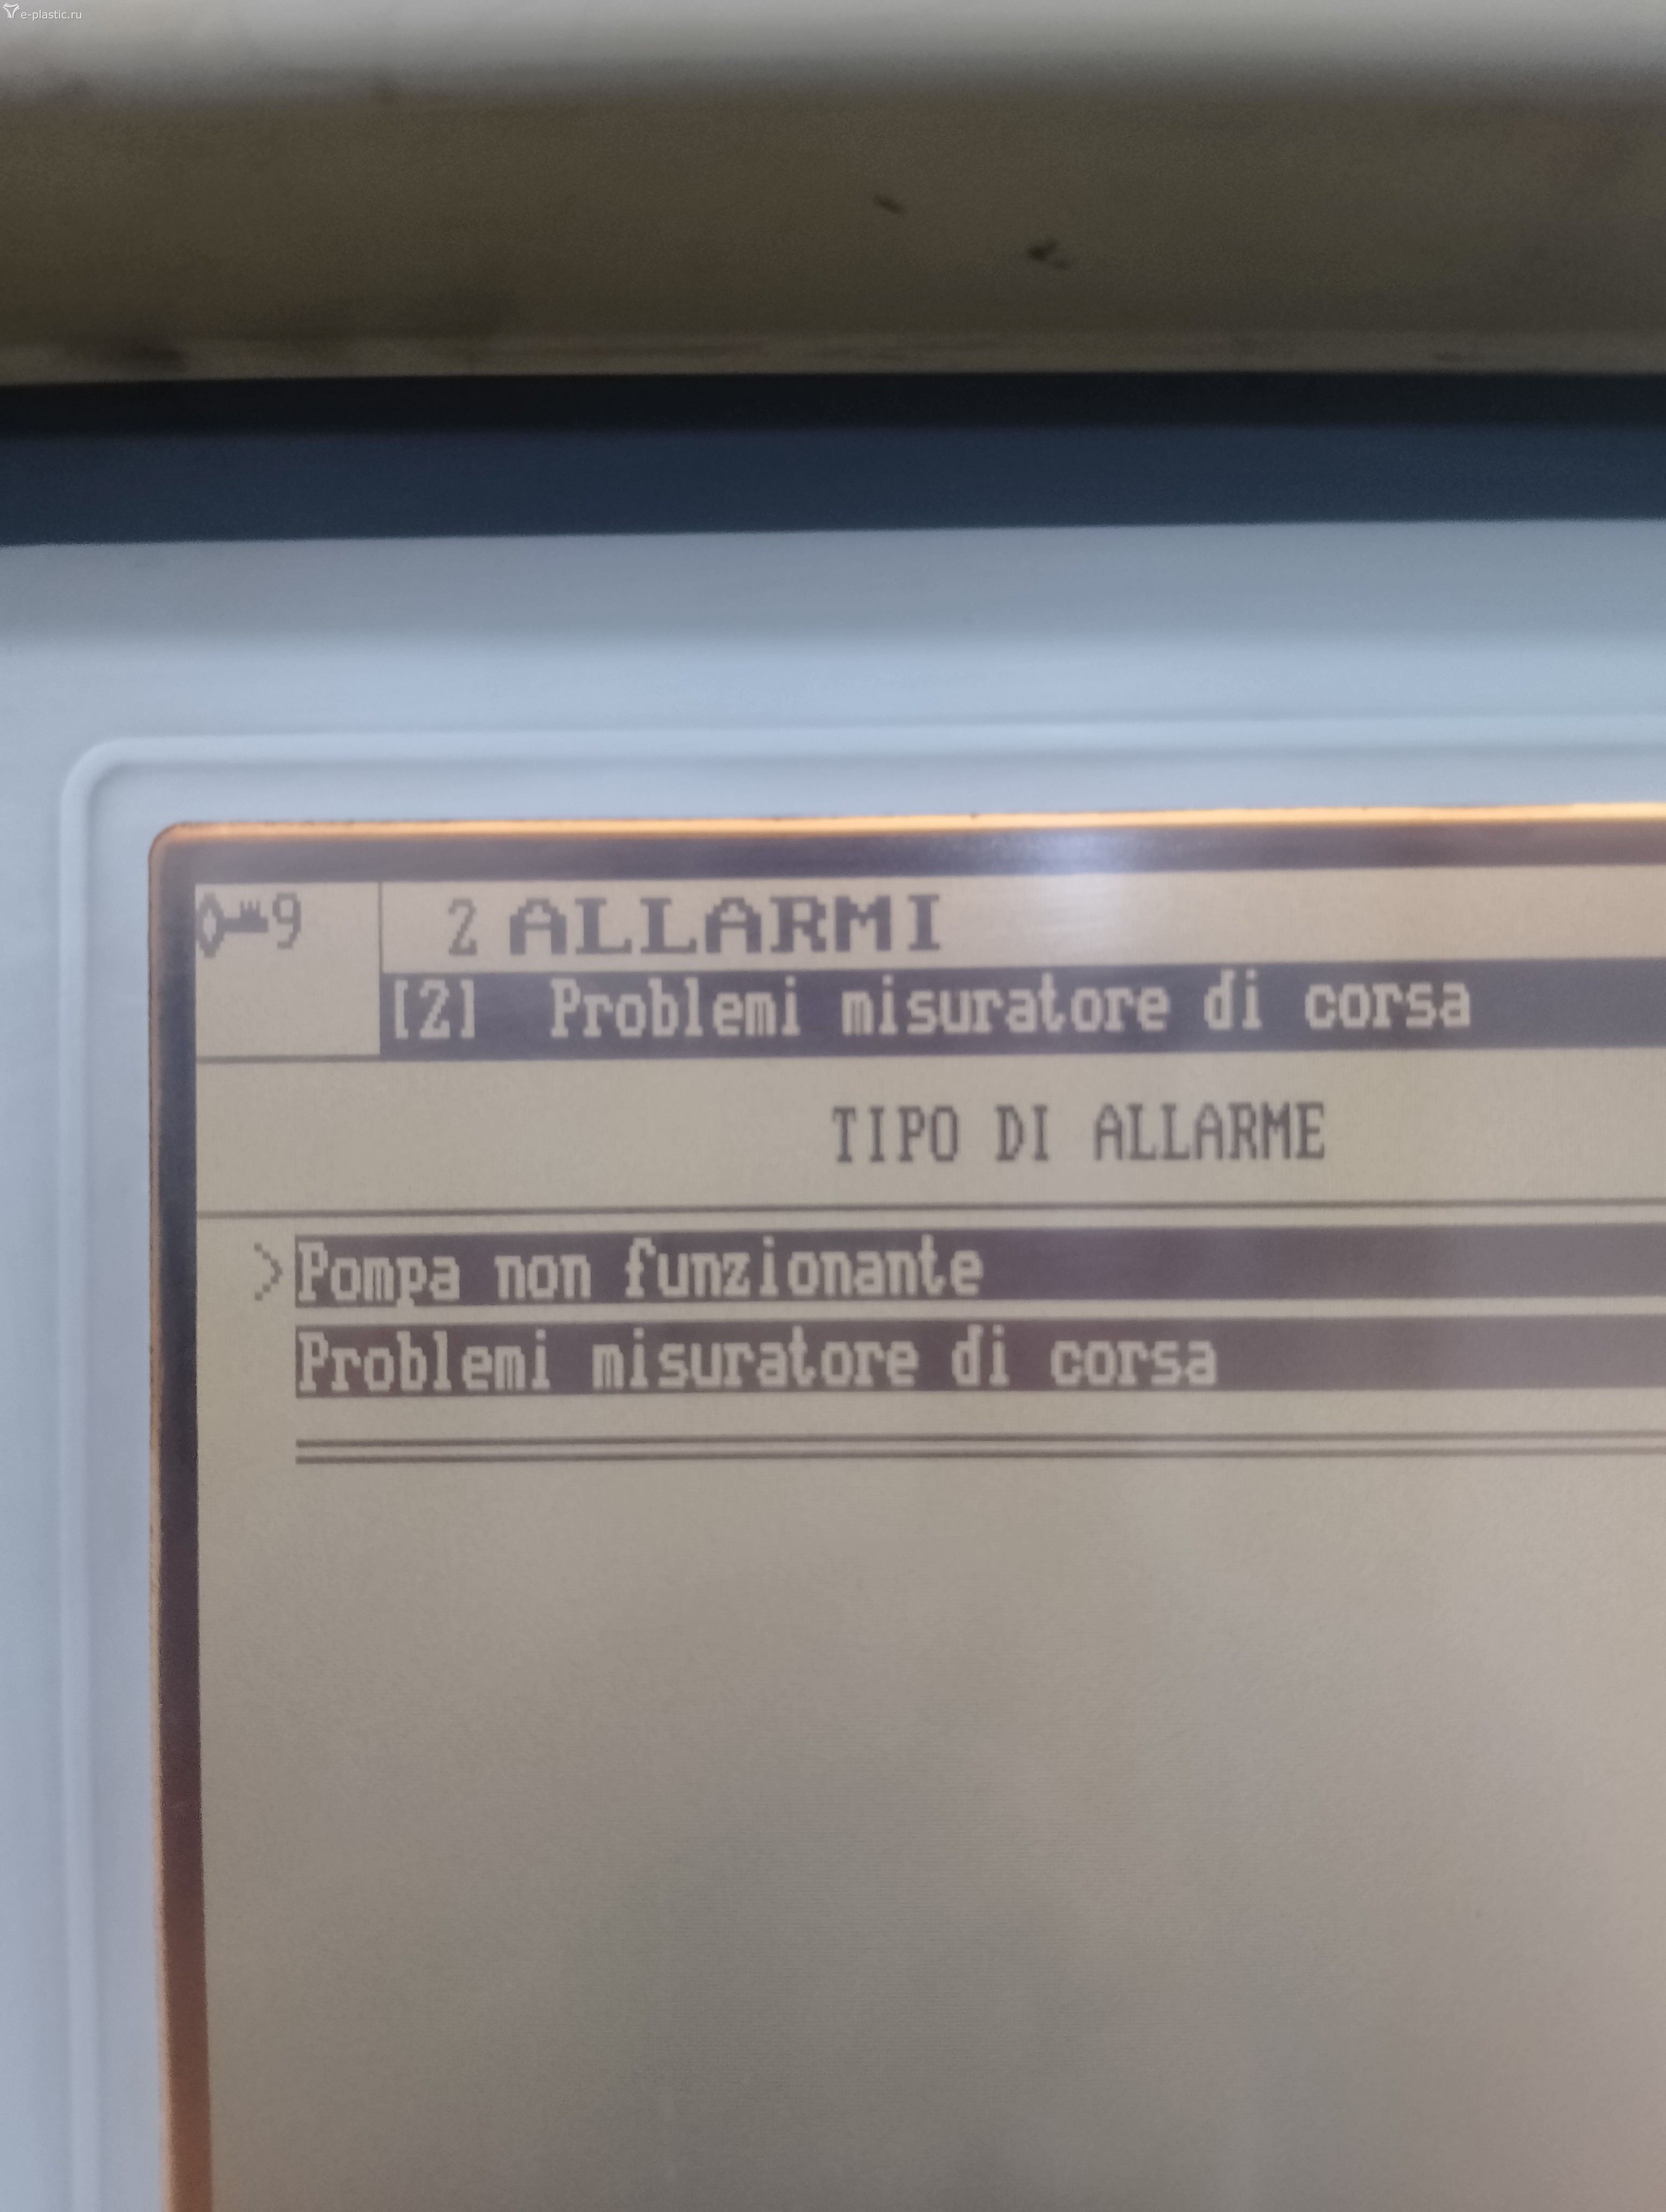 e-plastic.ru
9
2 ALLARMI
[2] Problemi misuratore di corsa
TIPO DI ALLARME
>Pompa non funzionante
Problemi misuratore di corsa